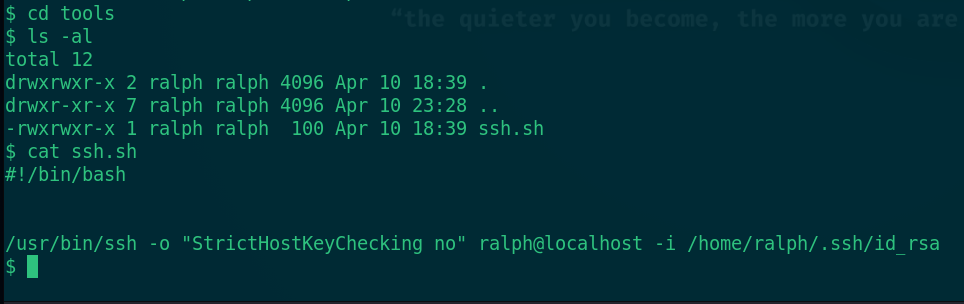 $ cd tools
“the quieter you become, the more you are
$ ls -al
total 12
drwxrwxr-x 2 ralph ralph 4096 Apr 10 18:39 .
drwxr-xr-x 7 ralph ralph 4096 Apr 10 23:28 ..
-rwxrwxr-x 1 ralph ralph  100 Apr 10 18:39 ssh.sh
$ cat ssh.sh
#!/bin/bash
/usr/bin/ssh -o "StrictHostKeyChecking no" ralph@localhost -i /home/ralph/.ssh/id_rsa
$